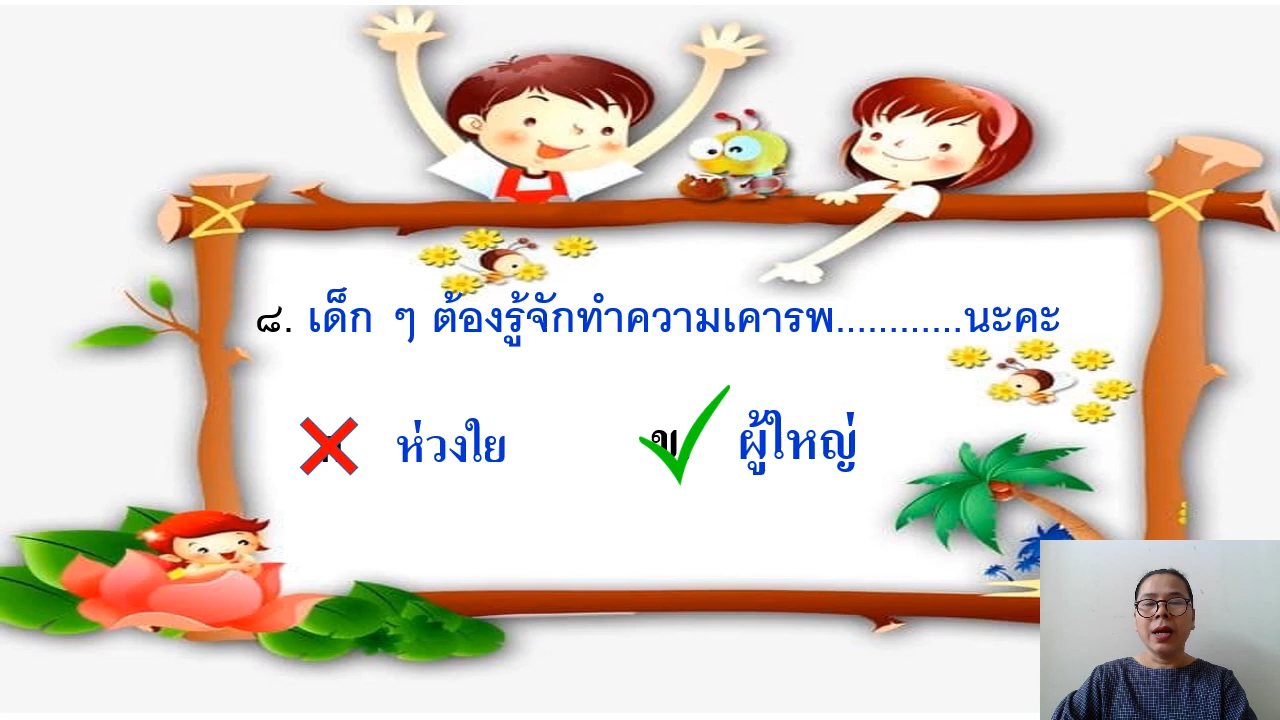 ๘. เด็ก ๆ ต้องรู้จักทำความเคารพ............นะคะ
ห่วงใย ข ผู้ใหญ่